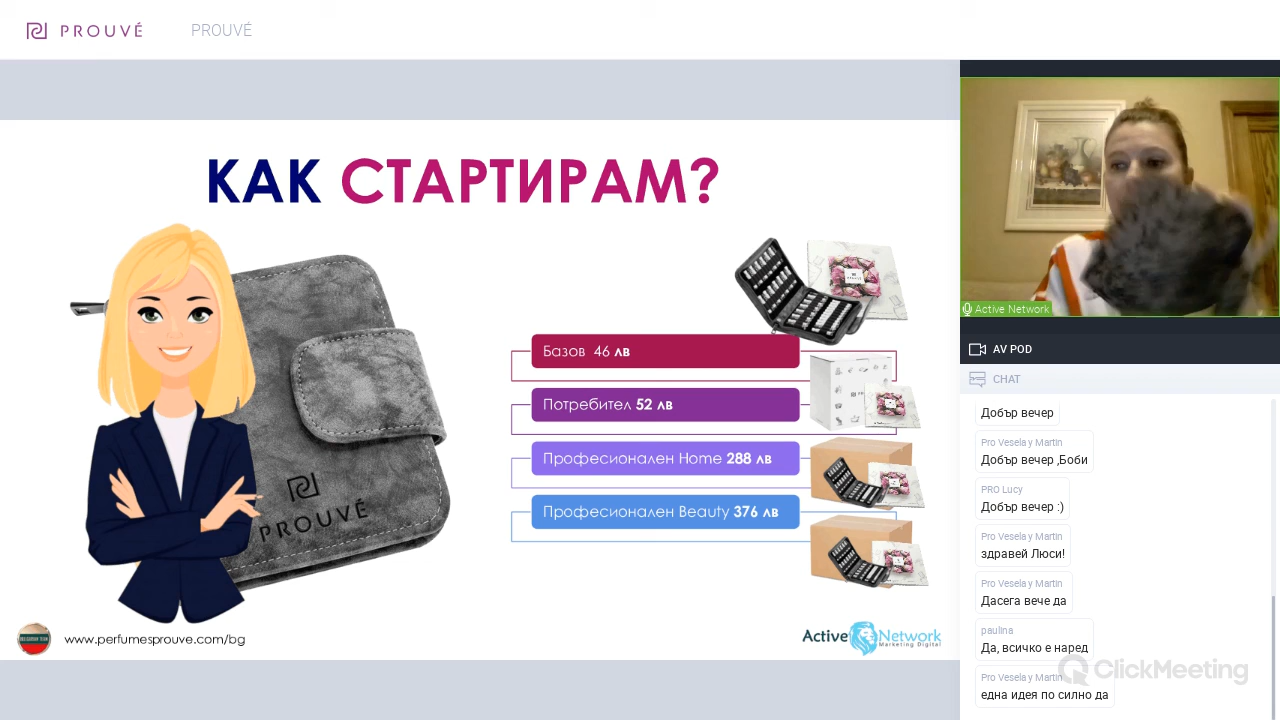 PROUVÉ
PROUVÉ
КАК СТАРТИРАМ?
PROUVÉ
PROUVÉ
Базов 46 лв
Потребител 52 лв
Професионален Home 288 лв
Професионален Beauty 376 лв
www.perfumesprouve.com/bg
Active Network
Marketing Digital
Active Network
AV POD
CHAT
Добър вечер
Pro Vesela y Martin
Добър вечер ,Боби
PRO Lucy
Добър вечер :)
Pro Vesela y Martin
здравей Люси!
Pro Vesela y Martin
Дасега вече да
paulina
Да, всичко е наред
Pro Vesela y Martin
една идея по силно да
ClickMeeting